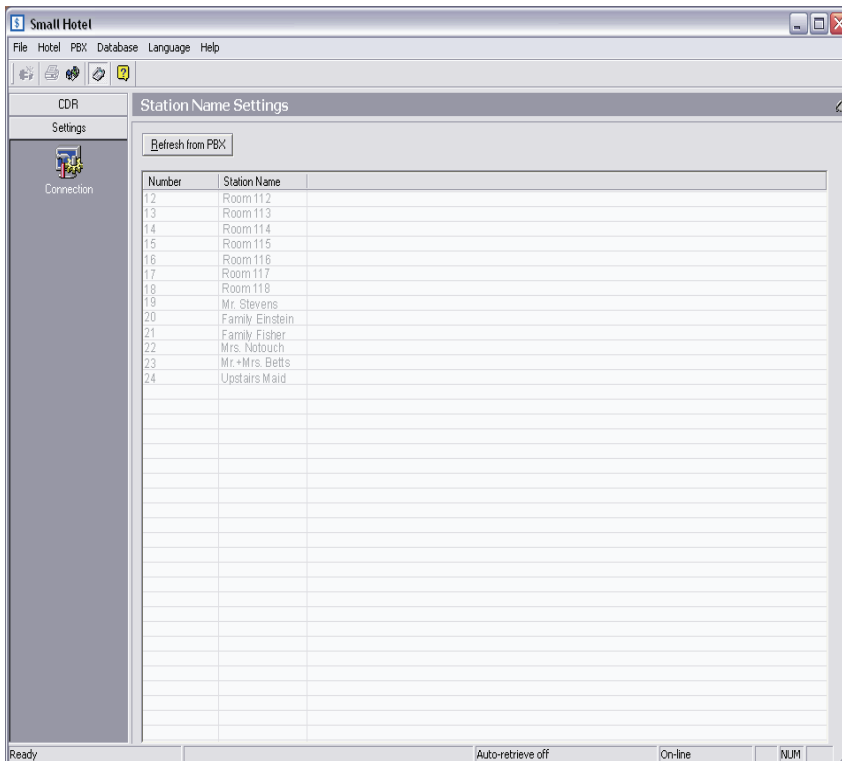 Small Hotel
File Hotel PBX Database Language Help
CDR
Settings
Connection
Station Name Settings
Refresh from PBX
Number Station Name
12 Room 112
13 Room 113
14 Room 114
15 Room 115
16 Room 116
17 Room 117
18 Room 118
19 Mr. Stevens
20 Family Einstein
21 Family Fisher
22 Mrs. Notouch
23 Mr.+Mrs. Betts
24 Upstairs Maid
Ready Auto-retrieve off On-line NUM